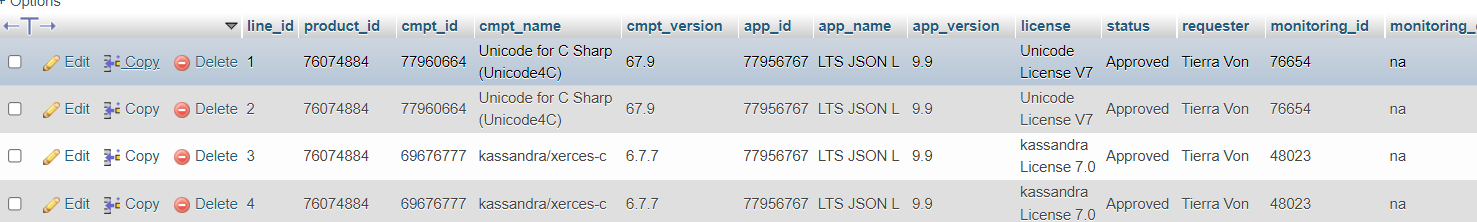 + Options
←T→ line_id product_id cmpt_id cmpt_name cmpt_version app_id app_name app_version license status requester monitoring_id
Edit Copy Delete 1 76074884 77960664 Unicode for C Sharp (Unicode4C) 67.9 77956767 LTS JSON L 9.9 Unicode License V7 Approved Tierra Von 76654 na
Edit Copy Delete 2 76074884 77960664 Unicode for C Sharp (Unicode4C) 67.9 77956767 LTS JSON L 9.9 Unicode License V7 Approved Tierra Von 76654 na
Edit Copy Delete 3 76074884 69676777 kassandra/xerces-c 6.7.7 77956767 LTS JSON L 9.9 kassandra License 7.0 Approved Tierra Von 48023 na
Edit Copy Delete 4 76074884 69676777 kassandra/xerces-c 6.7.7 77956767 LTS JSON L 9.9 kassandra License 7.0 Approved Tierra Von 48023 na